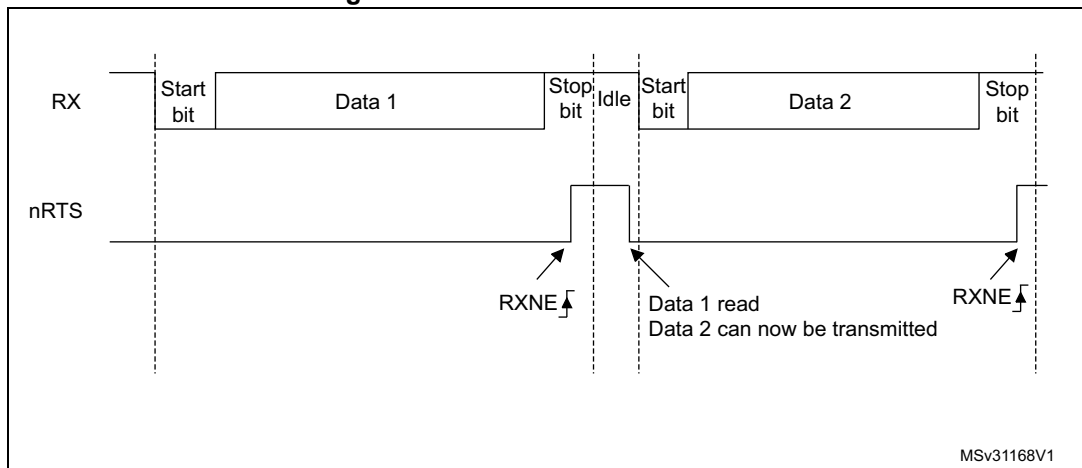 RX
Start
bit
Data 1
Stop
bit
Idle
Start
bit
Data 2
Stop
bit
nRTS
RXNE
Data 1 read
Data 2 can now be transmitted
RXNE
MSv31168V1